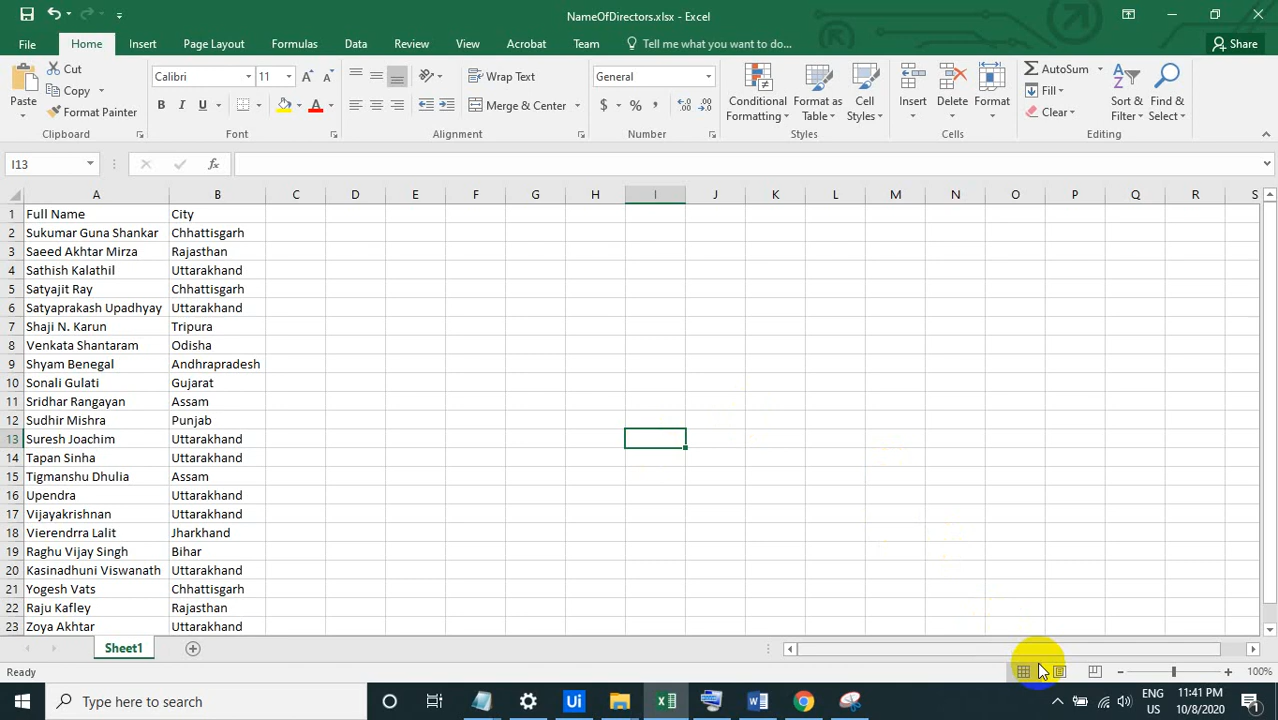 NameOfDirectors.xlsx - Excel
File Home Insert Page Layout Formulas Data Review View Acrobat Team Tell me what you want to do... Share
Paste Cut Copy Format Painter Clipboard
Calibri 11 B I U A A A Font
Wrap Text Merge & Center Alignment
General $ % , Number
Conditional Formatting Format as Table Cell Styles Styles
Insert Delete Format Cells
AutoSum Fill Clear Sort & Filter Find & Select Editing
I13 fx
A B C D E F G H I J K L M N O P Q R S
1 Full Name City
2 Sukumar Guna Shankar Chhattisgarh
3 Saeed Akhtar Mirza Rajasthan
4 Sathish Kalathil Uttarakhand
5 Satyajit Ray Chhattisgarh
6 Satyaprakash Upadhyay Uttarakhand
7 Shaji N. Karun Tripura
8 Venkata Shantaram Odisha
9 Shyam Benegal Andhrapradesh
10 Sonali Gulati Gujarat
11 Sridhar Rangayan Assam
12 Sudhir Mishra Punjab
13 Suresh Joachim Uttarakhand
14 Tapan Sinha Uttarakhand
15 Tigmanshu Dhulia Assam
16 Upendra Uttarakhand
17 Vijayakrishnan Uttarakhand
18 Vierendrra Lalit Jharkhand
19 Raghu Vijay Singh Bihar
20 Kasinadhuni Viswanath Uttarakhand
21 Yogesh Vats Chhattisgarh
22 Raju Kafley Rajasthan
23 Zoya Akhtar Uttarakhand
Sheet1
Ready 100%
Type here to search Ui ENG US 11:41 PM 10/8/2020 1